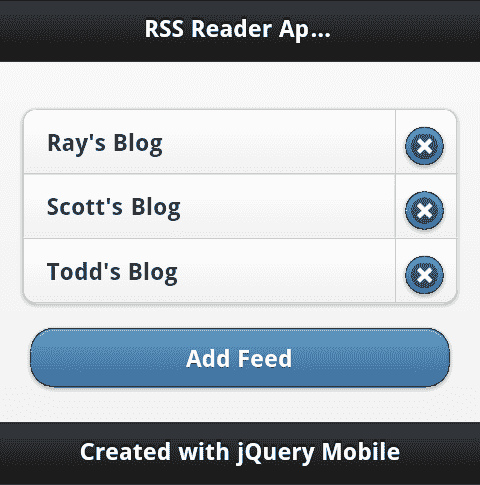 RSS Reader Ap...
Ray's Blog
Scott's Blog
Todd's Blog
Add Feed
Created with jQuery Mobile